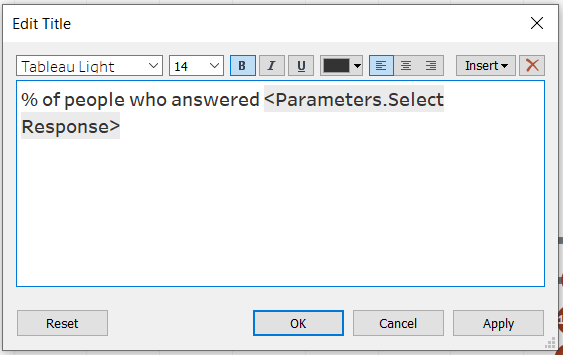 Edit Title
Tableau Light 14 B I U Insert
% of people who answered <Parameters.Select
Response>
Reset OK Cancel Apply